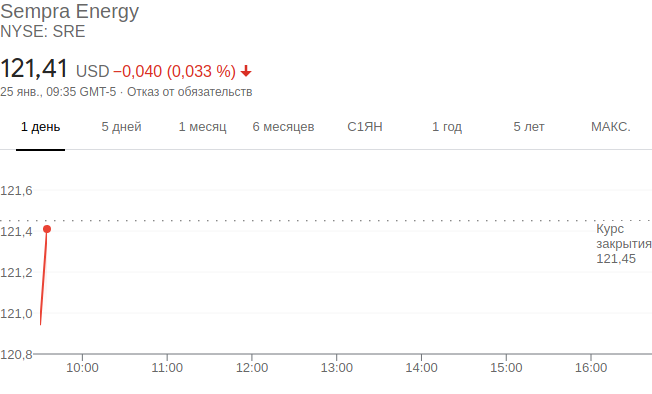 Sempra Energy
NYSE: SRE
121,41 USD −0,040 (0,033 %)
25 янв., 09:35 GMT-5 · Отказ от обязательств
1 день 5 дней 1 месяц 6 месяцев С1ЯН 1 год 5 лет МАКС.
121,6
121,4
Курс
закрытия
121,45
121,2
121,0
120,8
10:00 11:00 12:00 13:00 14:00 15:00 16:00